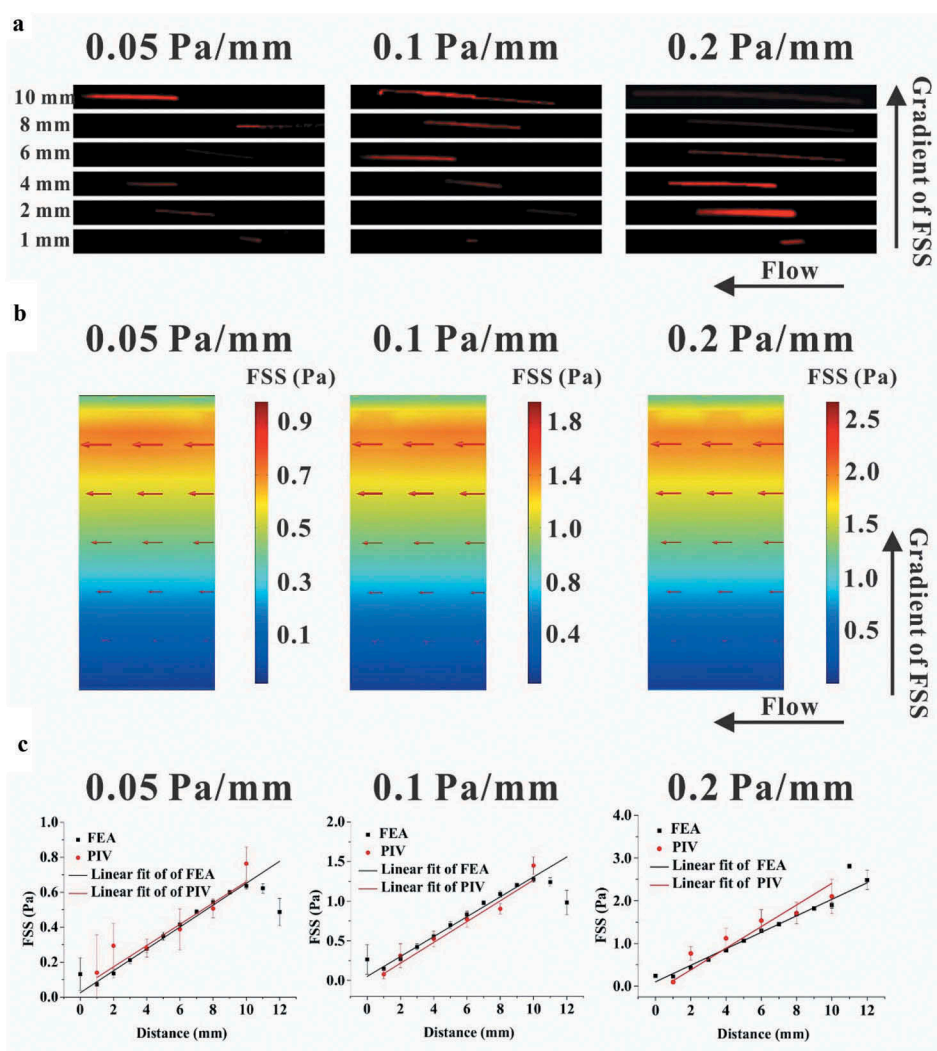 a
0.05 Pa/mm 0.1 Pa/mm 0.2 Pa/mm
10 mm
8 mm
6 mm
4 mm
2 mm
1 mm
Gradient of FSS
Flow
b
0.05 Pa/mm 0.1 Pa/mm 0.2 Pa/mm
FSS (Pa) FSS (Pa) FSS (Pa)
0.9 1.8 2.5
0.7 1.4 2.0
0.5 1.0 1.5
0.3 0.8 1.0
0.1 0.4 0.5
Gradient of FSS
Flow
c
0.05 Pa/mm 0.1 Pa/mm 0.2 Pa/mm
FSS (Pa)
1.0
0.8
0.6
0.4
0.2
0.0
FEA
PIV
Linear fit of of FEA
Linear fit of of PIV
0 2 4 6 8 10 12
Distance (mm)
FSS (Pa)
2.0
1.5
1.0
0.5
0.0
FEA
PIV
Linear fit of of FEA
Linear fit of of PIV
0 2 4 6 8 10 12
Distance (mm)
FSS (Pa)
4.0
3.0
2.0
1.0
0.0
FEA
PIV
Linear fit of FEA
Linear fit of PIV
0 2 4 6 8 10 12
Distance (mm)